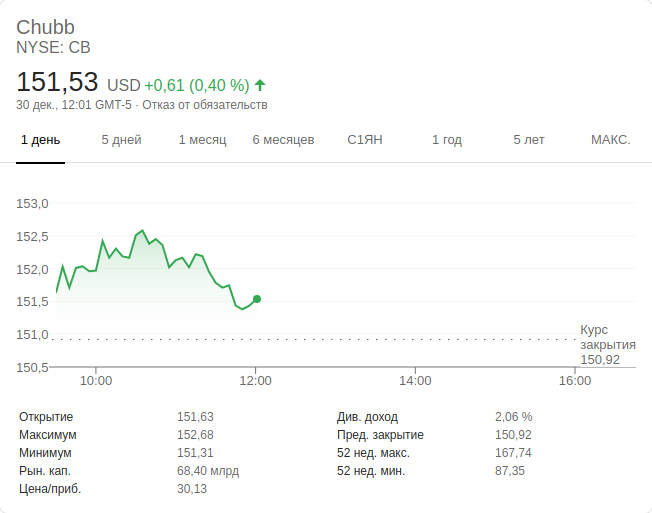 Chubb
NYSE: CB
151,53 USD +0,61 (0,40 %)
30 дек., 12:01 GMT-5 · Отказ от обязательств
1 день 5 дней 1 месяц 6 месяцев С1ЯН 1 год 5 лет МАКС.
153,0
152,5
152,0
151,5
151,0
150,5
Курс
закрытия
150,92
10:00 12:00 14:00 16:00
Открытие 151,63 Див. доход 2,06 %
Максимум 152,68 Пред. закрытие 150,92
Минимум 151,31 52 нед. макс. 167,74
Рын. кап. 68,40 млрд 52 нед. мин. 87,35
Цена/приб. 30,13